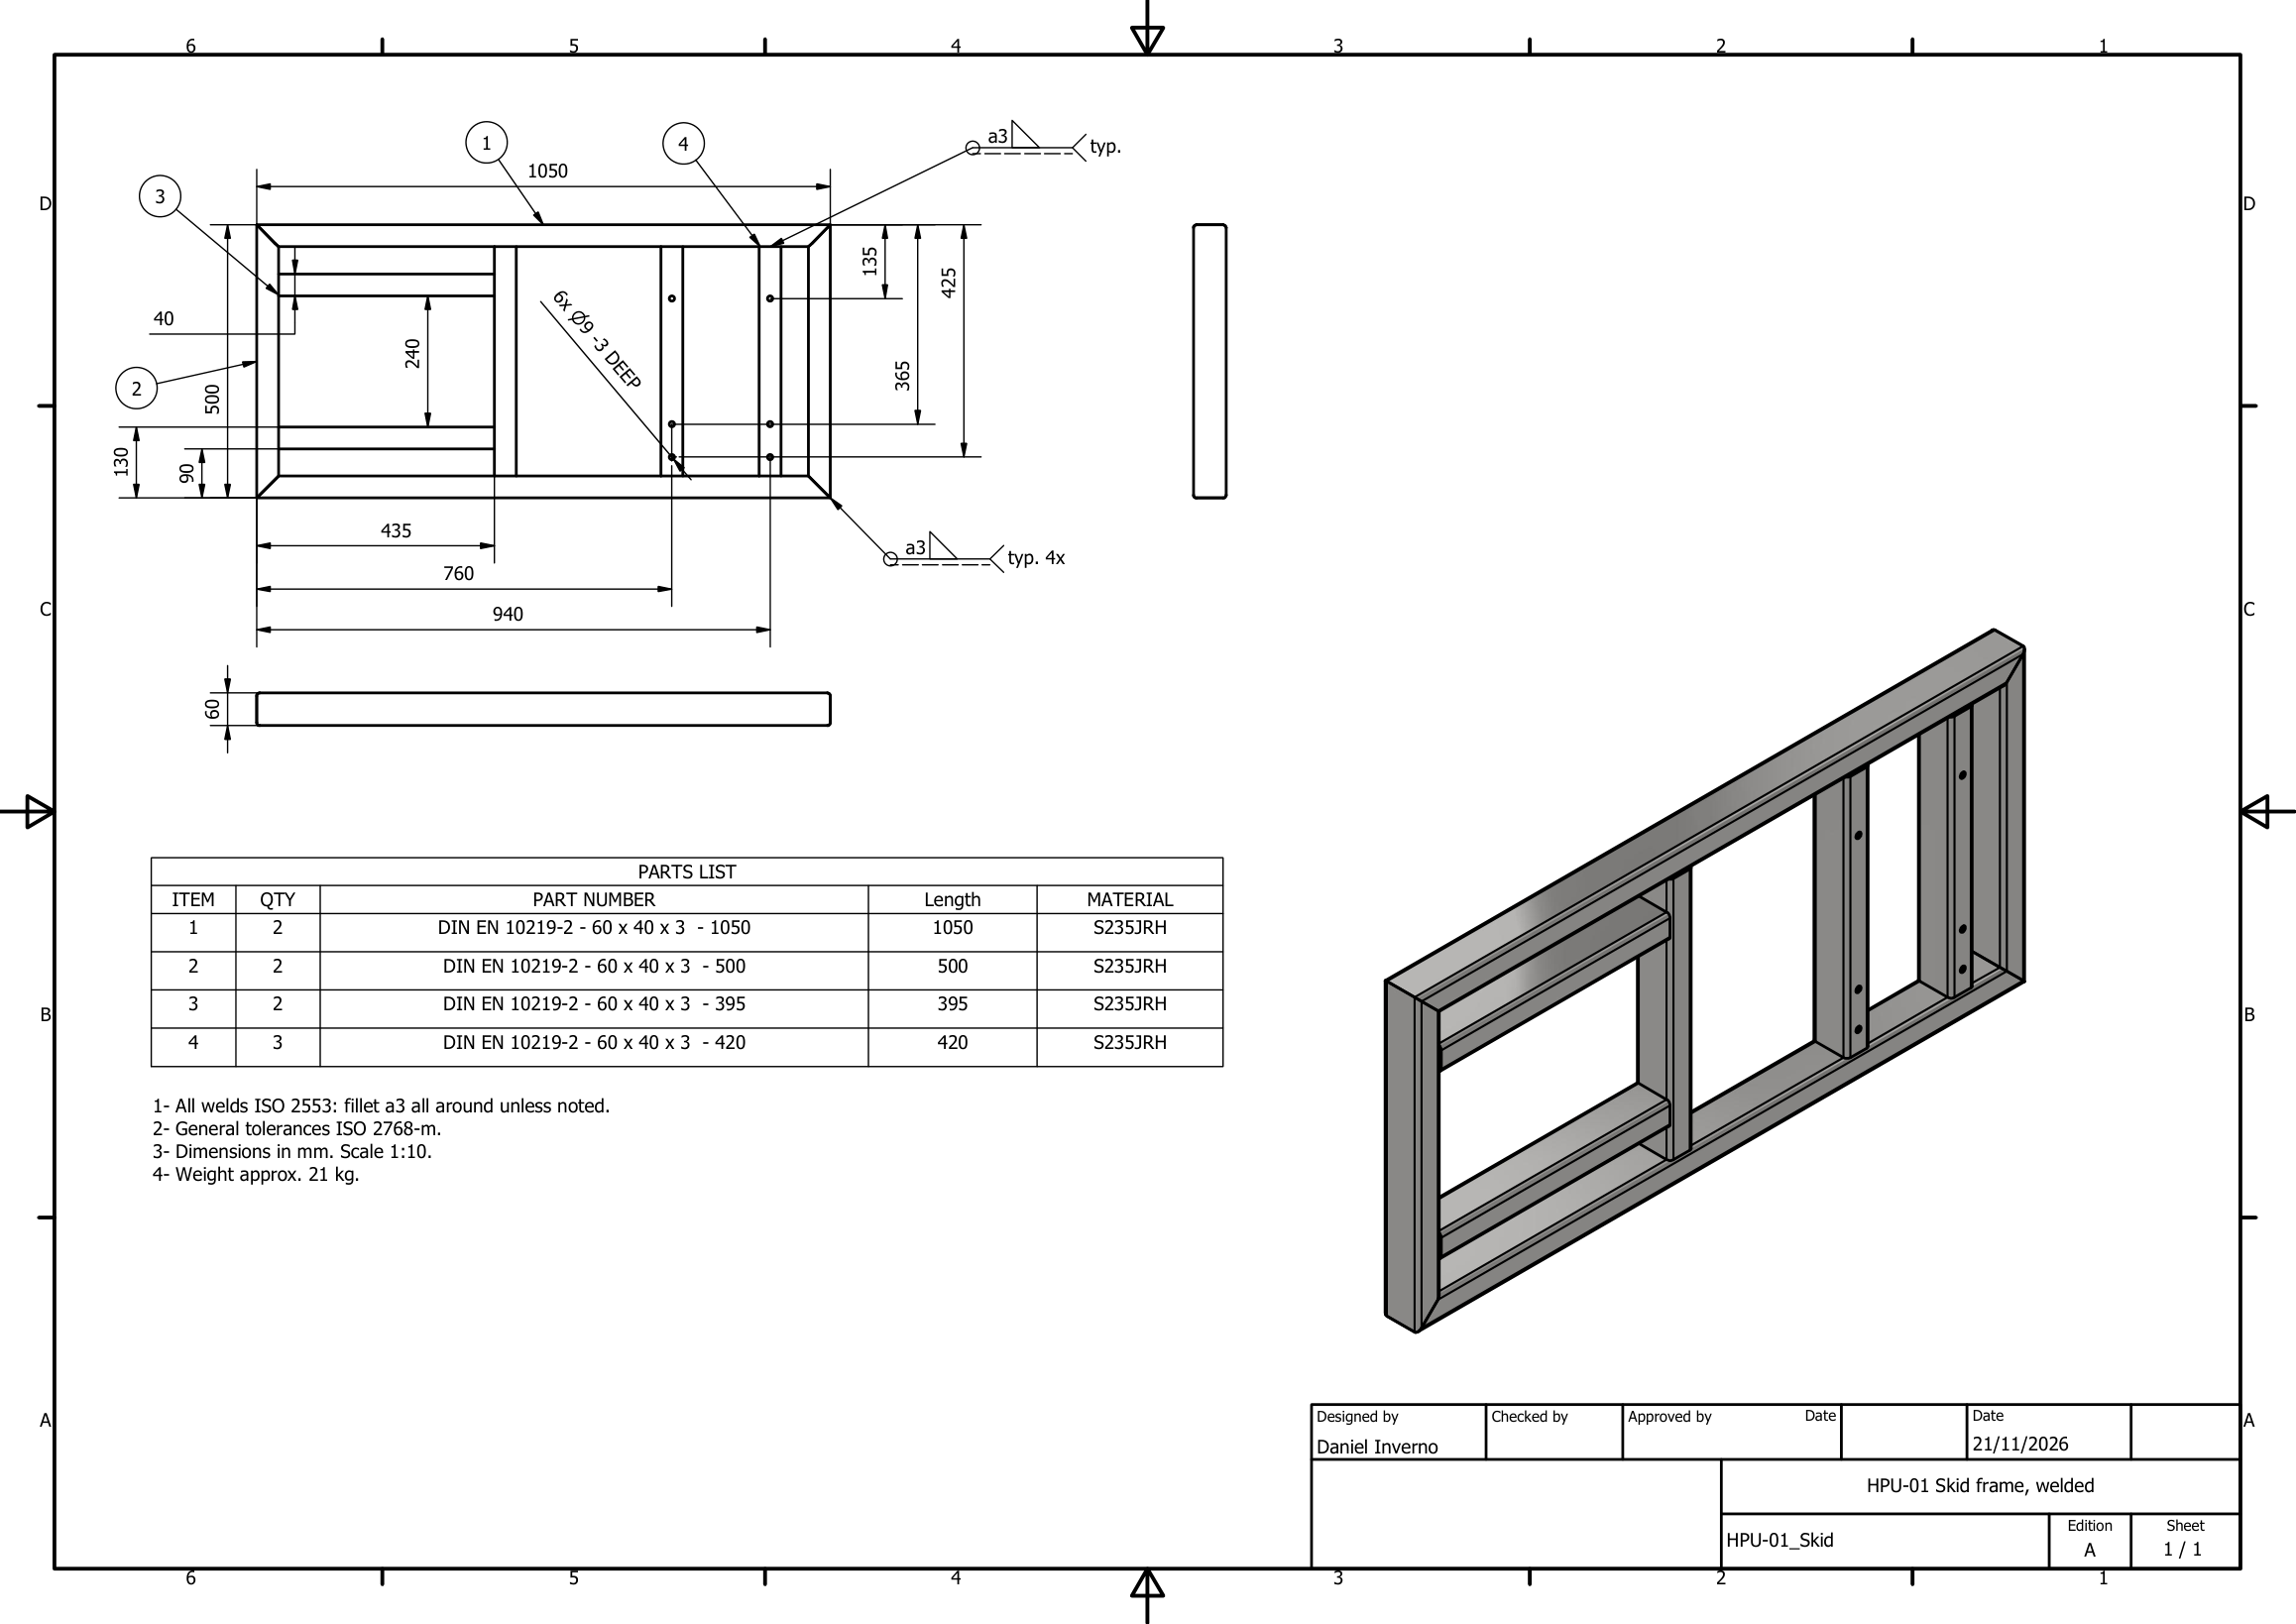 6 5 4 3 2 1
D D
C C
B B
A A
1
4
3
2
1050
a3 typ.
135
425
40
240
365
6x Ø9 -3 DEEP
500
130
90
435
a3 typ. 4x
760
940
60
PARTS LIST
ITEM QTY PART NUMBER Length MATERIAL
1 2 DIN EN 10219-2 - 60 x 40 x 3 - 1050 1050 S235JRH
2 2 DIN EN 10219-2 - 60 x 40 x 3 - 500 500 S235JRH
3 2 DIN EN 10219-2 - 60 x 40 x 3 - 395 395 S235JRH
4 3 DIN EN 10219-2 - 60 x 40 x 3 - 420 420 S235JRH
1- All welds ISO 2553: fillet a3 all around unless noted.
2- General tolerances ISO 2768-m.
3- Dimensions in mm. Scale 1:10.
4- Weight approx. 21 kg.
Designed by Checked by Approved by Date Date
Daniel Inverno 21/11/2026
HPU-01 Skid frame, welded
HPU-01_Skid
Edition Sheet
A 1 / 1
6 5 4 3 2 1